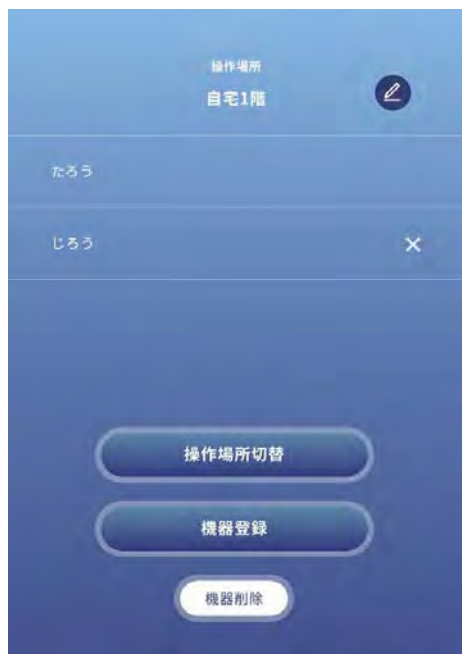 操作場所
自宅1階
たろう
じろう
操作場所切替
機器登録
機器削除